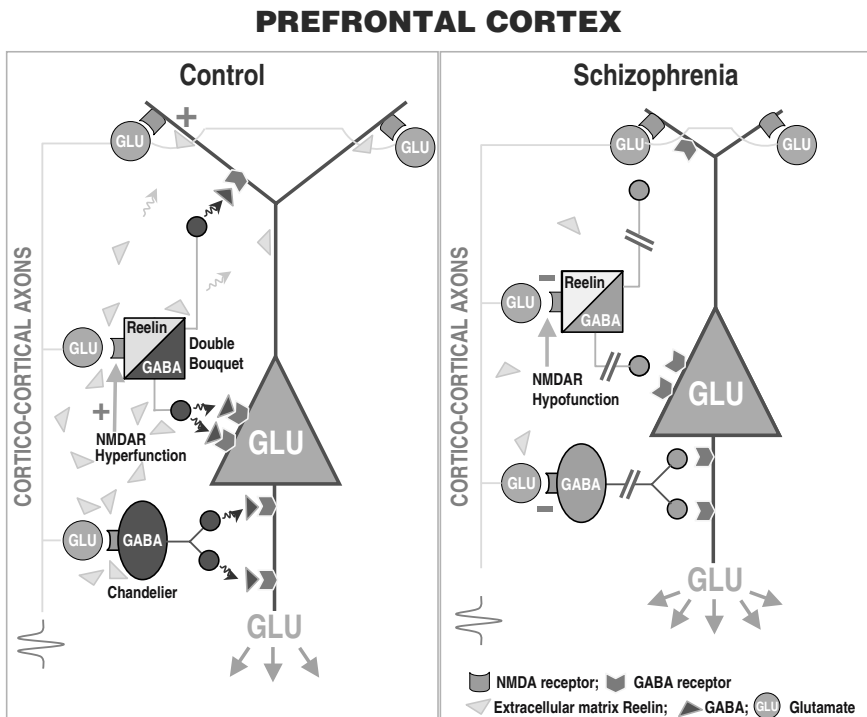 PREFRONTAL CORTEX
Control
GLU
GLU
CORTICO-CORTICAL AXONS
GLU
Reelin
GABA
Double
Bouquet
+
+
NMDAR
Hyperfunction
GLU
GLU
GABA
Chandelier
GLU
Schizophrenia
GLU
GLU
CORTICO-CORTICAL AXONS
GLU
–
Reelin
GABA
NMDAR
Hypofunction
GLU
GLU
–
GABA
GLU
NMDA receptor; GABA receptor
Extracellular matrix Reelin; GABA; GLU Glutamate